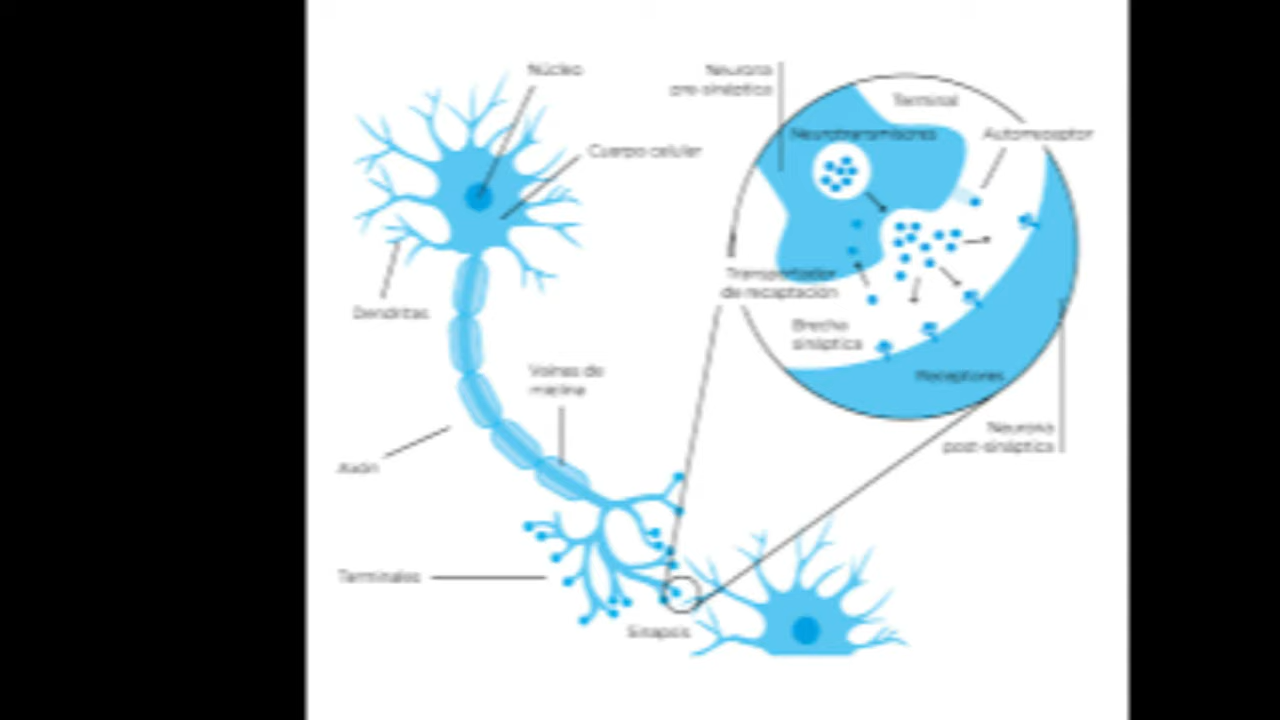 Núcleo
Cuerpo celular
Dendritas
Vainas de
mielina
Axón
Terminales
Sinapsis
Neurona
pre-sináptica
Terminal
Neurotransmisores
Autorreceptor
Transportador
de recaptación
Brecha
sináptica
Receptores
Neurona
post-sináptica